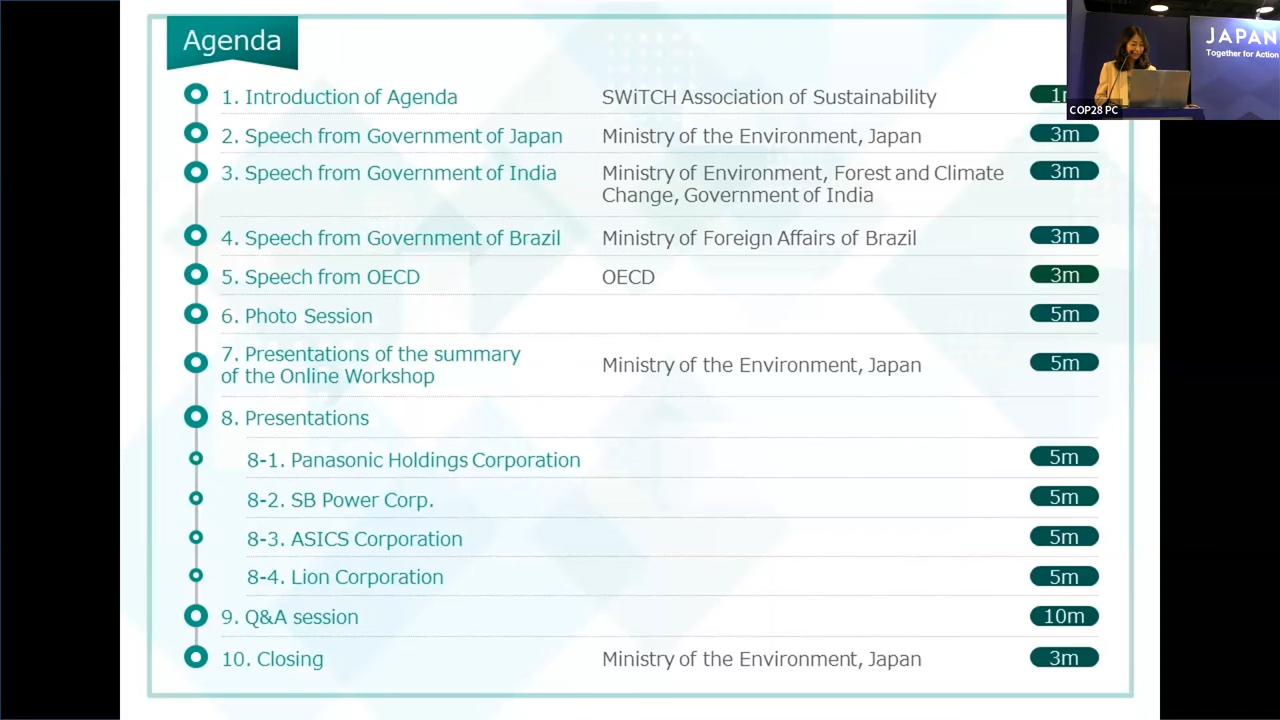 Agenda
1. Introduction of Agenda SWiTCH Association of Sustainability
2. Speech from Government of Japan Ministry of the Environment, Japan 3m
3. Speech from Government of India Ministry of Environment, Forest and Climate 3m
Change, Government of India
4. Speech from Government of Brazil Ministry of Foreign Affairs of Brazil 3m
5. Speech from OECD OECD 3m
6. Photo Session 5m
7. Presentations of the summary
of the Online Workshop Ministry of the Environment, Japan 5m
8. Presentations
8-1. Panasonic Holdings Corporation 5m
8-2. SB Power Corp. 5m
8-3. ASICS Corporation 5m
8-4. Lion Corporation 5m
9. Q&A session 10m
10. Closing Ministry of the Environment, Japan 3m
JAPAN
Together for Action
COP28 PC